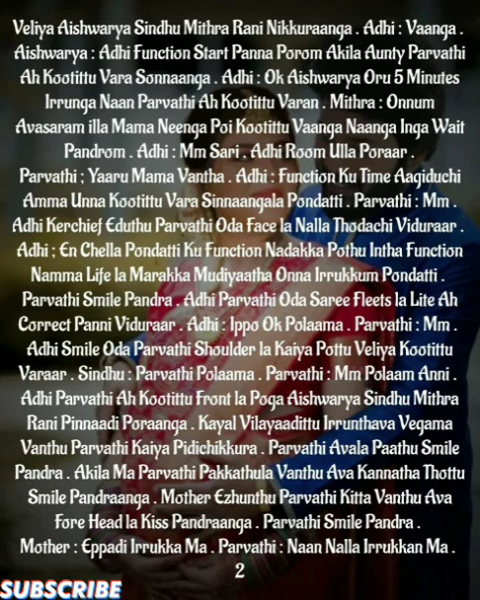 Veliya Aishwarya Sindhu Mithra Rani Nikkuraanga . Adhi : Vaanga .
Aishwarya : Adhi Function Start Panna Porom Akila Aunty Parvathi
Ah Kootittu Vara Sonnaanga . Adhi : Ok Aishwarya Oru 5 Minutes
Irrunga Naan Parvathi Ah Kootittu Varan . Mithra : Onnum
Avasaram illa Mama Neenga Poi Kootittu Vaanga Naanga Inga Wait
Pandrom . Adhi : Mm Sari . Adhi Room Ulla Poraar .
Parvathi ; Yaaru Mama Vantha . Adhi : Function Ku Time Aagiduchi
Amma Unna Kootittu Vara Sinnaangala Pondatti . Parvathi : Mm .
Adhi Kerchief Eduthu Parvathi Oda Face la Nalla Thodachi Viduraar .
Adhi ; En Chella Pondatti Ku Function Nadakka Pothu Intha Function
Namma Life la Marakka Mudiyaatha Onna Irrukkum Pondatti .
Parvathi Smile Pandra . Adhi Parvathi Oda Saree Fleets la Lite Ah
Correct Panni Viduraar . Adhi : Ippo Ok Polaama . Parvathi : Mm .
Adhi Smile Oda Parvathi Shoulder la Kaiya Pottu Veliya Kootittu
Varaar . Sindhu : Parvathi Polaama . Parvathi : Mm Polaam Anni .
Adhi Parvathi Ah Kootittu Front la Poga Aishwarya Sindhu Mithra
Rani Pinnaadi Poraanga . Kayal Vilayaadittu Irrunthava Vegama
Vanthu Parvathi Kaiya Pidichikkura . Parvathi Avala Paathu Smile
Pandra . Akila Ma Parvathi Pakkathula Vanthu Ava Kannatha Thottu
Smile Pandraanga . Mother Ezhunthu Parvathi Kitta Vanthu Ava
Fore Head la Kiss Pandraanga . Parvathi Smile Pandra .
Mother : Eppadi Irrukka Ma . Parvathi : Naan Nalla Irrukkan Ma .
2
SUBSCRIBE